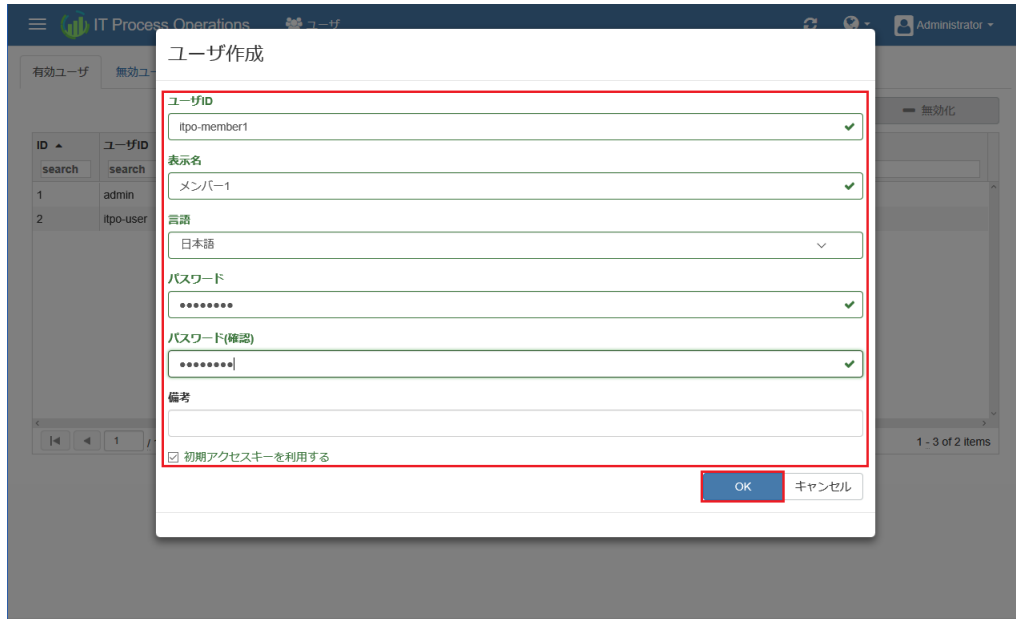 IT Process Operations ユーザ Administrator
ユーザ作成
有効ユーザ 無効ユー
無効化
ユーザID
itpo-member1
表示名
メンバー1
言語
日本語
パスワード
••••••••
パスワード(確認)
••••••••
備考
初期アクセスキーを利用する
OK キャンセル
ID ユーザID
search search
1 admin
2 itpo-user
1 /
1 - 3 of 2 items